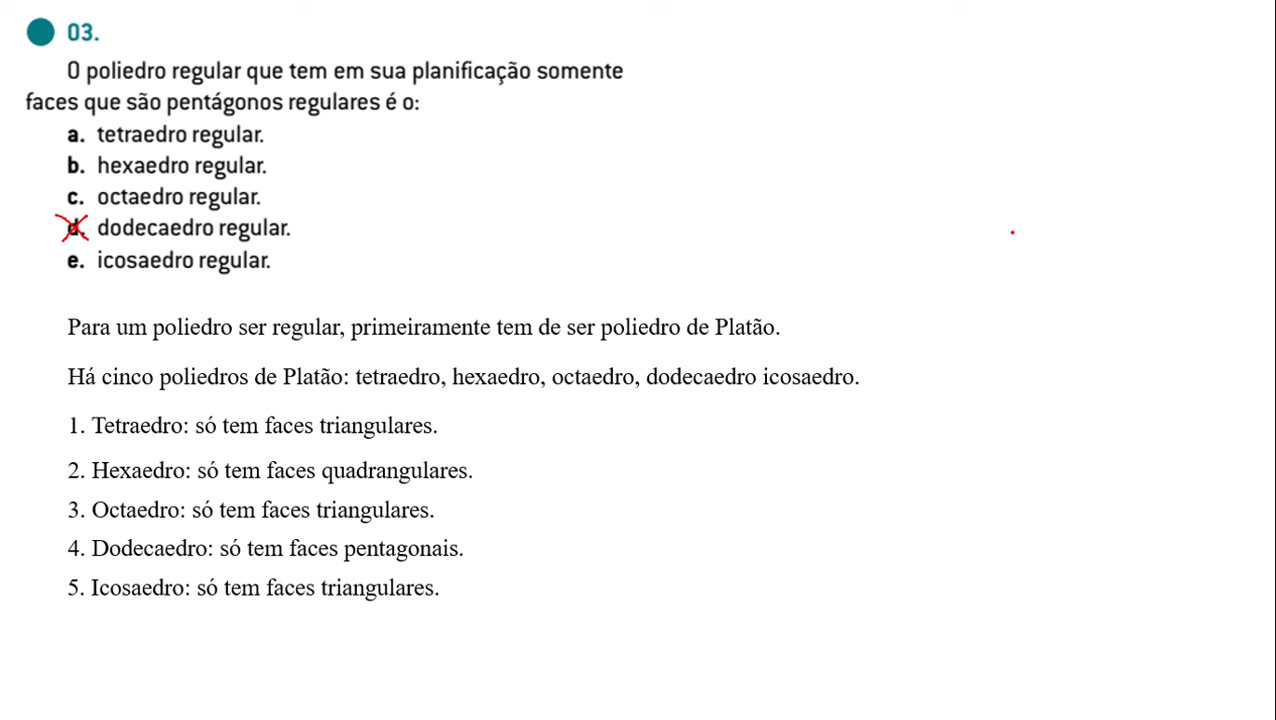 03.
O poliedro regular que tem em sua planificação somente
faces que são pentágonos regulares é o:
a. tetraedro regular.
b. hexaedro regular.
c. octaedro regular.
d. dodecaedro regular.
e. icosaedro regular.
Para um poliedro ser regular, primeiramente tem de ser poliedro de Platão.
Há cinco poliedros de Platão: tetraedro, hexaedro, octaedro, dodecaedro icosaedro.
1. Tetraedro: só tem faces triangulares.
2. Hexaedro: só tem faces quadrangulares.
3. Octaedro: só tem faces triangulares.
4. Dodecaedro: só tem faces pentagonais.
5. Icosaedro: só tem faces triangulares.